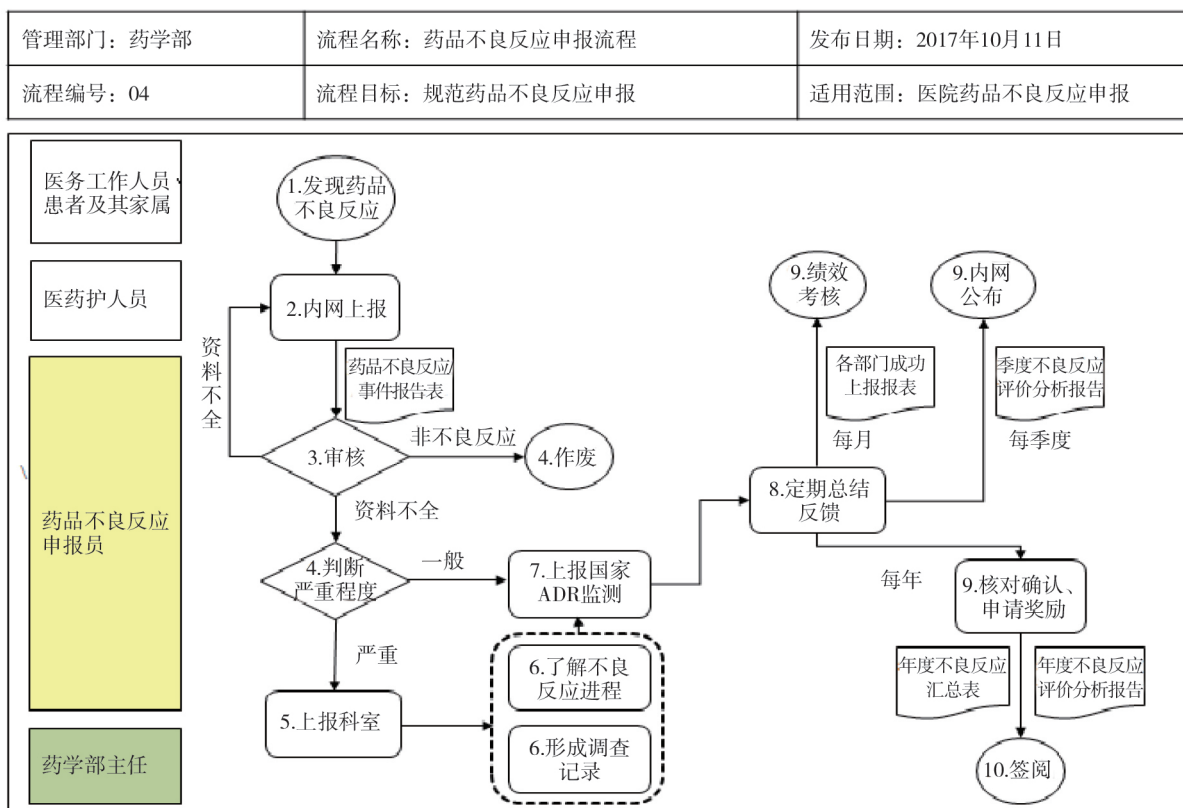 管理部门：药学部
流程名称：药品不良反应申报流程
发布日期：2017年10月11日
流程编号：04
流程目标：规范药品不良反应申报
适用范围：医院药品不良反应申报
医务工作人员
患者及其家属
医药护人员
药品不良反应
申报员
药学部主任
1.发现药品
不良反应
2.内网上报
资料不全
药品不良反应
事件报告表
3.审核
非不良反应
4.作废
资料不全
4.判断
严重程度
一般
严重
5.上报科室
6.了解不良
反应进程
6.形成调查
记录
7.上报国家
ADR监测
8.定期总结
反馈
每月
各部门成功
上报报表
9.绩效
考核
每季度
季度不良反应
评价分析报告
9.内网
公布
每年
9.核对确认、
申请奖励
年度不良反应
汇总表
年度不良反应
评价分析报告
10.签阅